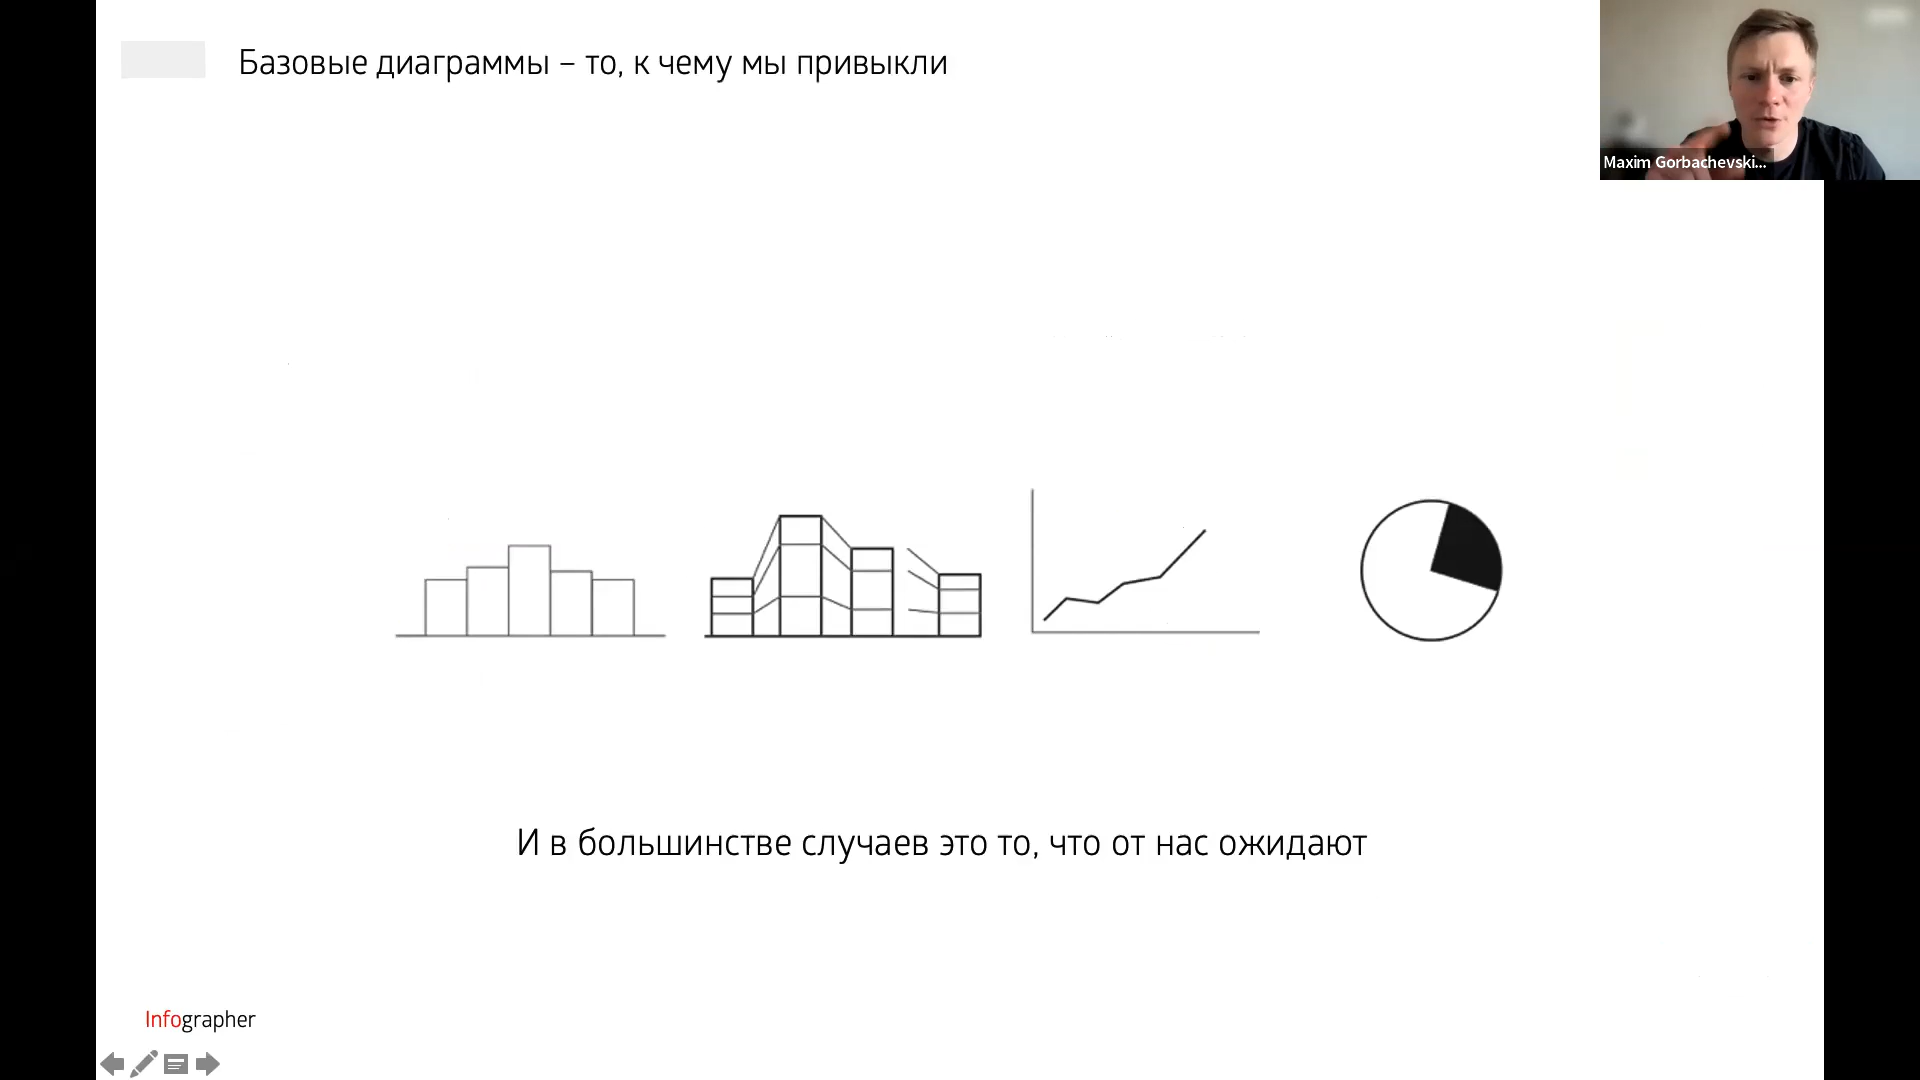 Базовые диаграммы – то, к чему мы привыкли
Maxim Gorbachevski...
И в большинстве случаев это то, что от нас ожидают
Infographer